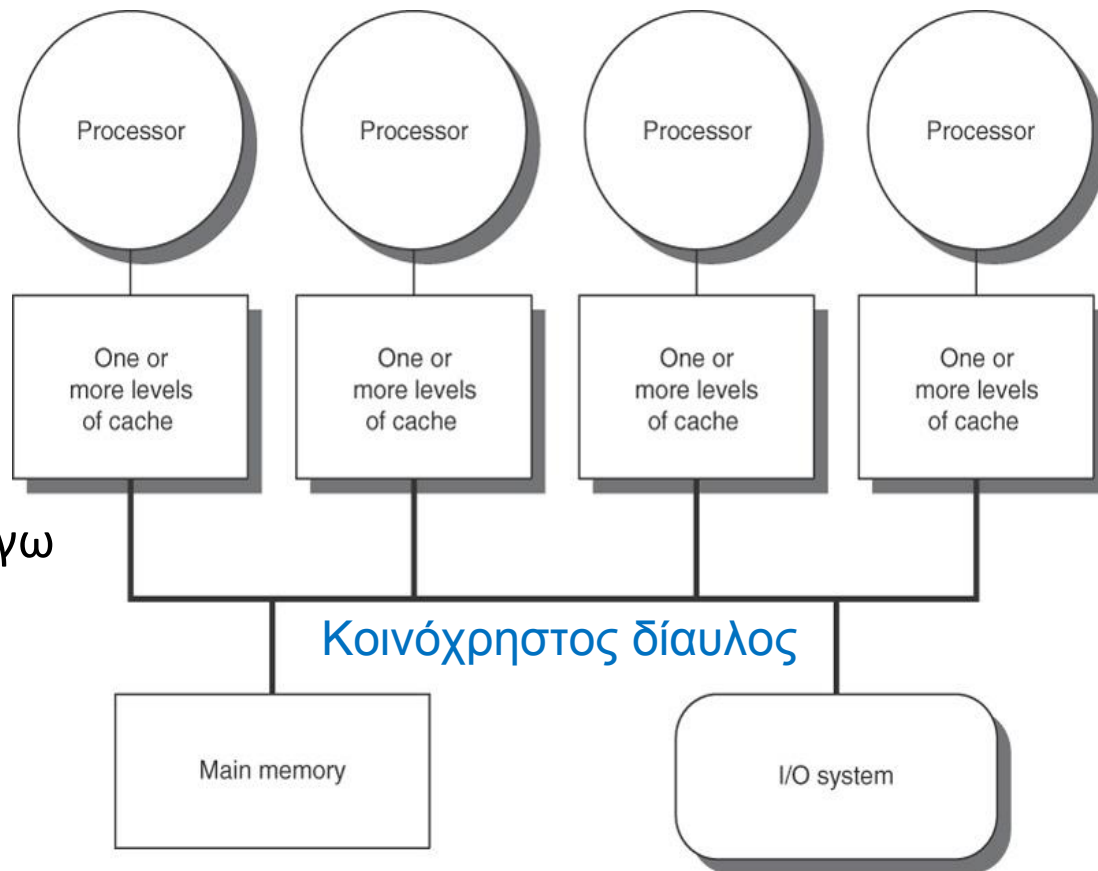 Processor
Processor
Processor
Processor
One or
more levels
of cache
One or
more levels
of cache
One or
more levels
of cache
One or
more levels
of cache
γω
Κοινόχρηστος δίαυλος
Main memory
I/O system